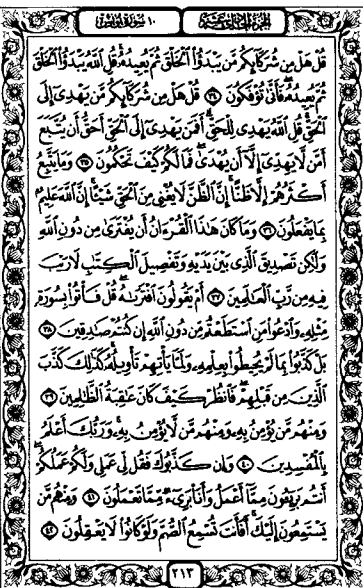 الجزء الحادي عشر
١٠ سورة يونس
قُلْ هَلْ مِن شُرَكَآئِكُم مَّن يَبْدَؤُا۟ ٱلْخَلْقَ ثُمَّ يُعِيدُهُۥ قُلِ ٱللَّهُ يَبْدَؤُا۟ ٱلْخَلْقَ
ثُمَّ يُعِيدُهُۥ فَأَنَّىٰ تُؤْفَكُونَ ٣٤ قُلْ هَلْ مِن شُرَكَآئِكُم مَّن يَهْدِىٓ إِلَى
ٱلْحَقِّ قُلِ ٱللَّهُ يَهْدِى لِلْحَقِّ أَفَمَن يَهْدِىٓ إِلَى ٱلْحَقِّ أَحَقُّ أَن يُتَّبَعَ
أَمَّن لَّا يَهِدِّىٓ إِلَّآ أَن يُهْدَىٰ فَمَا لَكُمْ كَيْفَ تَحْكُمُونَ ٣٥ وَمَا يَتَّبِعُ
أَكْثَرُهُمْ إِلَّا ظَنًّا إِنَّ ٱلظَّنَّ لَا يُغْنِى مِنَ ٱلْحَقِّ شَيْـًٔا إِنَّ ٱللَّهَ عَلِيمٌۢ
بِمَا يَفْعَلُونَ ٣٦ وَمَا كَانَ هَٰذَا ٱلْقُرْءَانُ أَن يُفْتَرَىٰ مِن دُونِ ٱللَّهِ
وَلَٰكِن تَصْدِيقَ ٱلَّذِى بَيْنَ يَدَيْهِ وَتَفْصِيلَ ٱلْكِتَٰبِ لَا رَيْبَ
فِيهِ مِن رَّبِّ ٱلْعَٰلَمِينَ ٣٧ أَمْ يَقُولُونَ ٱفْتَرَىٰهُ قُلْ فَأْتُوا۟ بِسُورَةٍ
مِّثْلِهِۦ وَٱدْعُوا۟ مَنِ ٱسْتَطَعْتُم مِّن دُونِ ٱللَّهِ إِن كُنتُمْ صَٰدِقِينَ ٣٨
بَلْ كَذَّبُوا۟ بِمَا لَمْ يُحِيطُوا۟ بِعِلْمِهِۦ وَلَمَّا يَأْتِهِمْ تَأْوِيلُهُۥ كَذَٰلِكَ كَذَّبَ
ٱلَّذِينَ مِن قَبْلِهِمْ فَٱنظُرْ كَيْفَ كَانَ عَٰقِبَةُ ٱلظَّٰلِمِينَ ٣٩
وَمِنْهُم مَّن يُؤْمِنُ بِهِۦ وَمِنْهُم مَّن لَّا يُؤْمِنُ بِهِۦ وَرَبُّكَ أَعْلَمُ
بِٱلْمُفْسِدِينَ ٤٠ وَإِن كَذَّبُوكَ فَقُل لِّى عَمَلِى وَلَكُمْ عَمَلُكُمْ
أَنتُم بَرِيٓـُٔونَ مِمَّآ أَعْمَلُ وَأَنَا۠ بَرِىٓءٌ مِّمَّا تَعْمَلُونَ ٤١ وَمِنْهُم مَّن
يَسْتَمِعُونَ إِلَيْكَ أَفَأَنتَ تُسْمِعُ ٱلصُّمَّ وَلَوْ كَانُوا۟ لَا يَعْقِلُونَ ٤٢
٢١٣